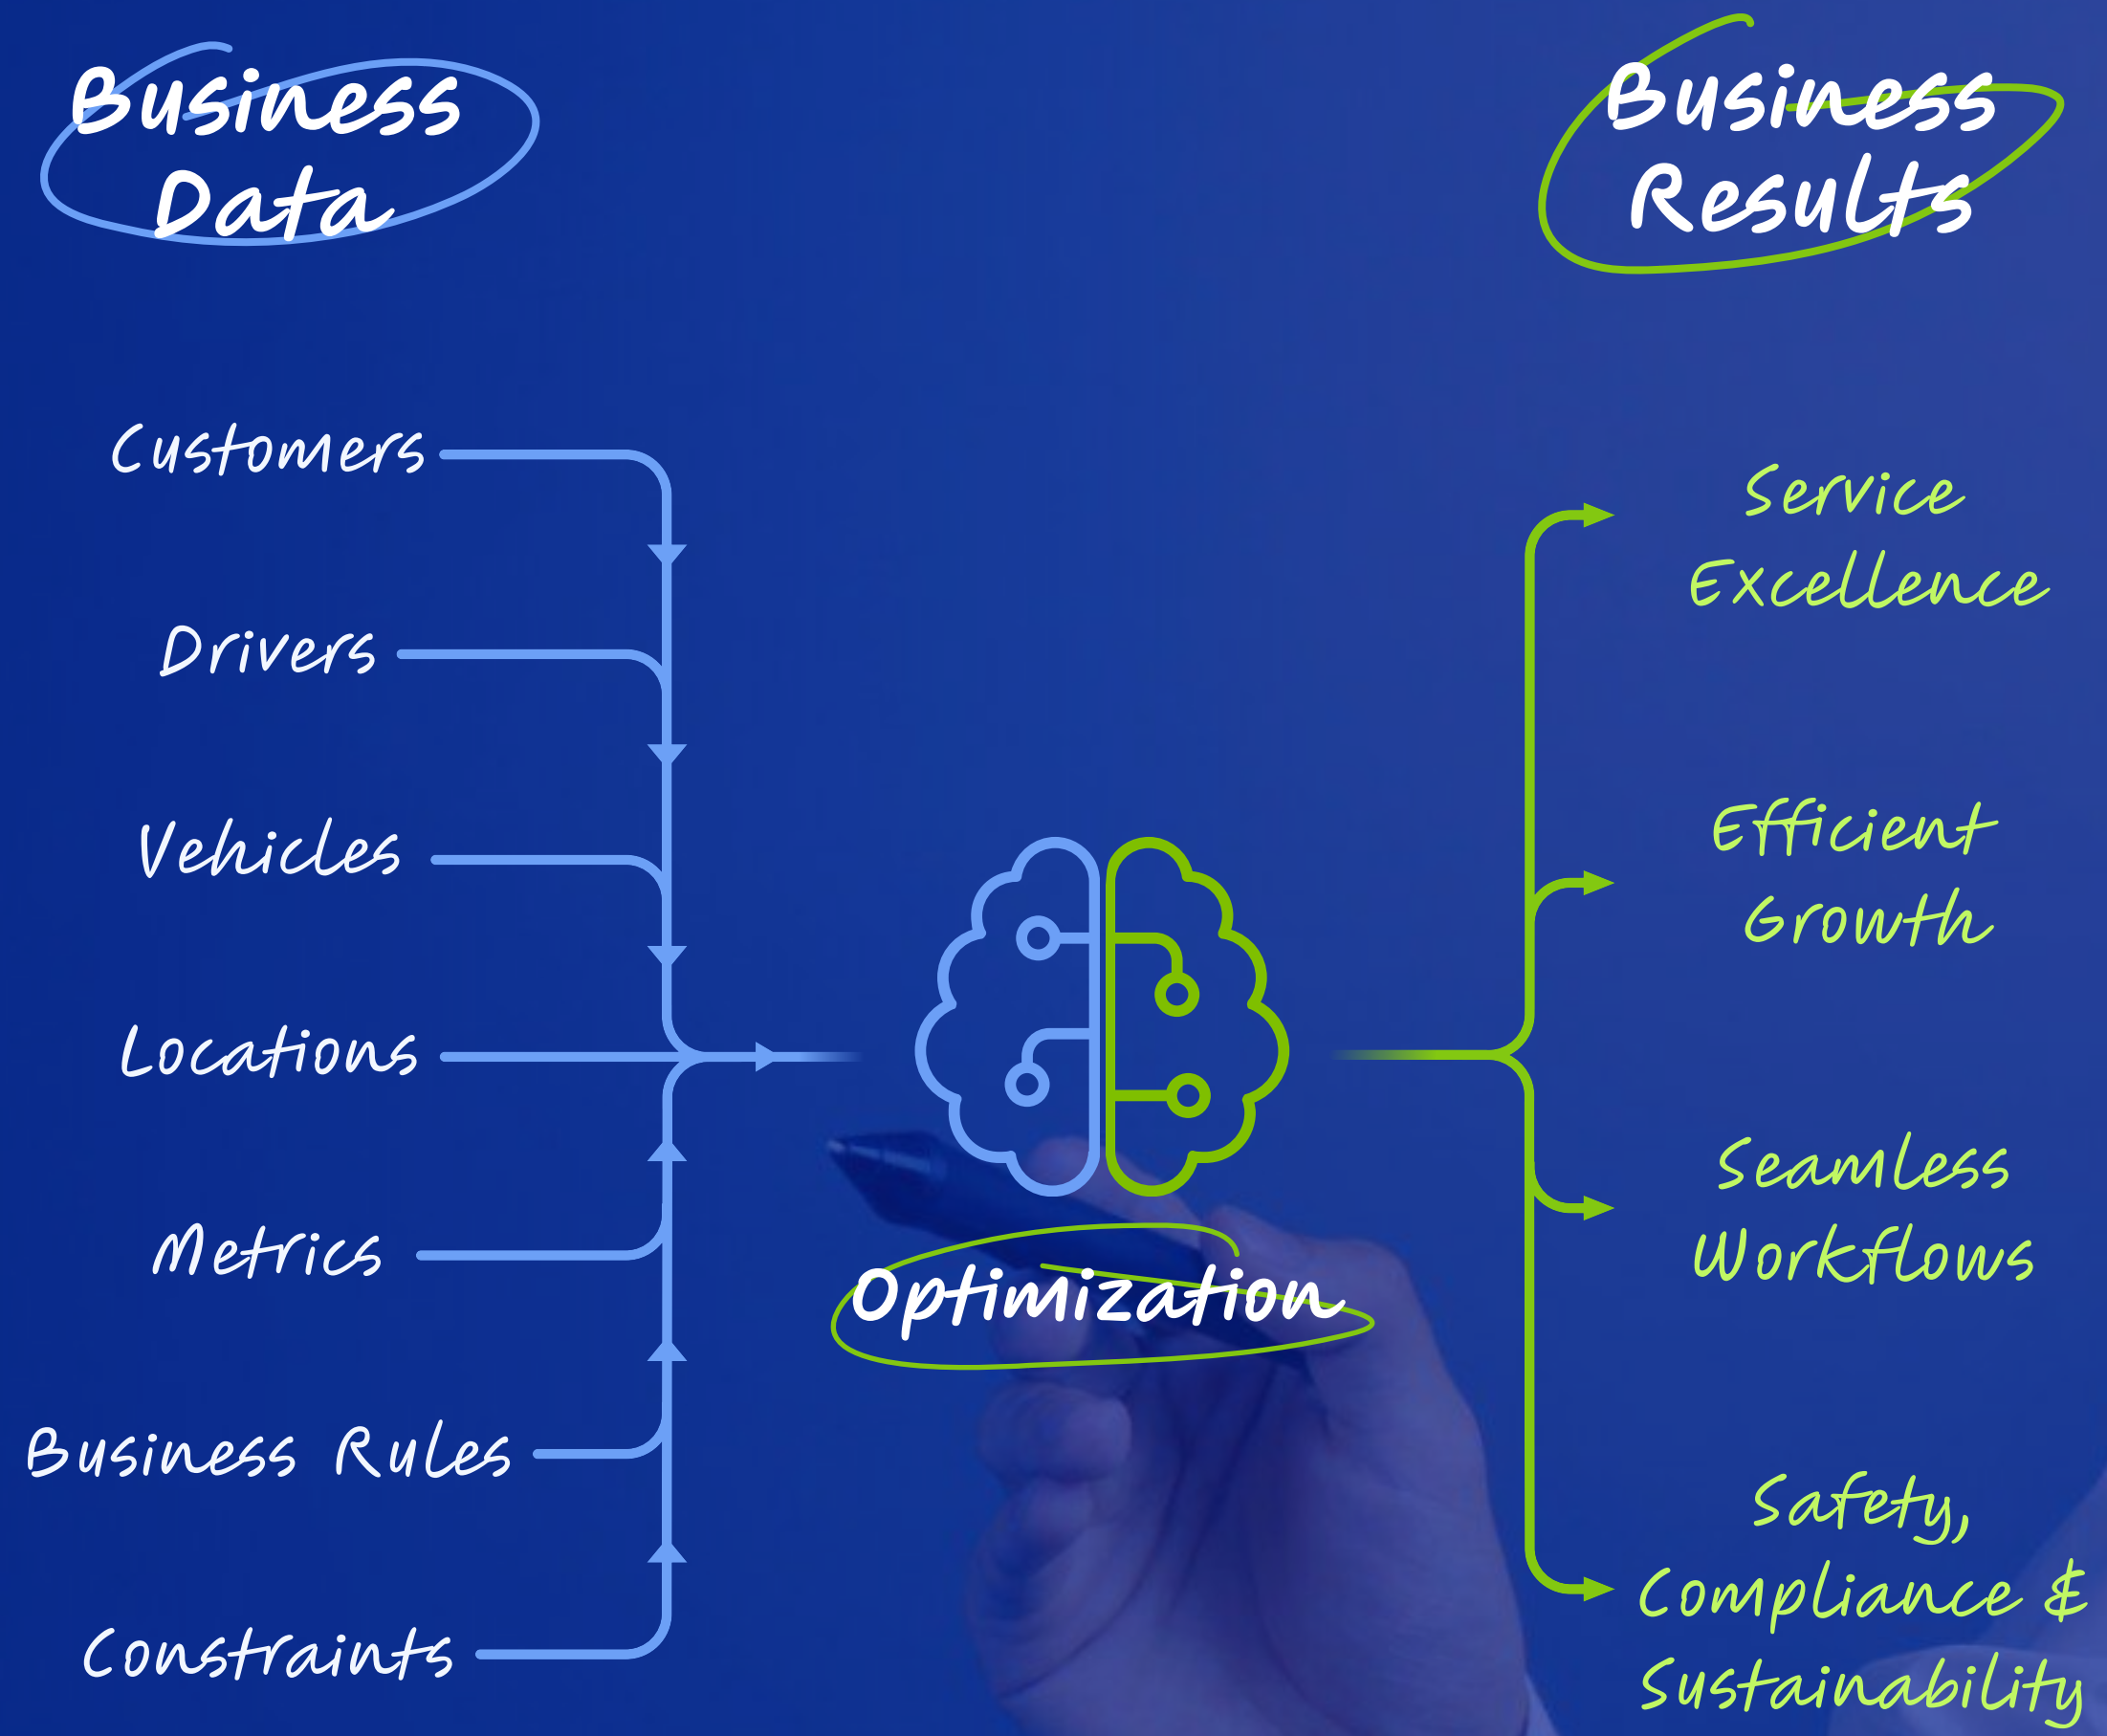 Business
Data
Customers
Drivers
Vehicles
Locations
Metrics
Business Rules
Constraints
Optimization
Business
Results
Service
Excellence
Efficient
Growth
Seamless
Workflows
Safety,
Compliance &
Sustainability